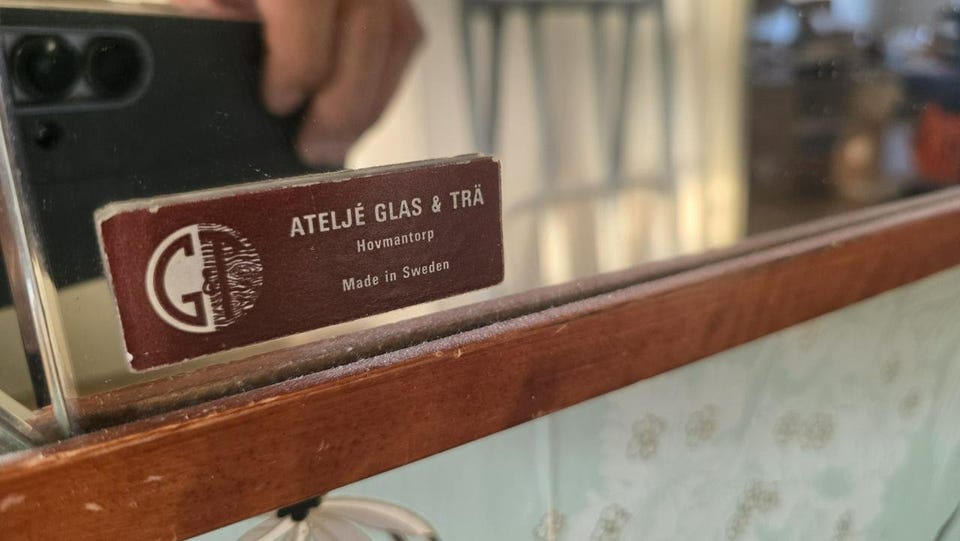 ATELJÉ GLAS & TRÄ
Hovmantorp
Made in Sweden
G